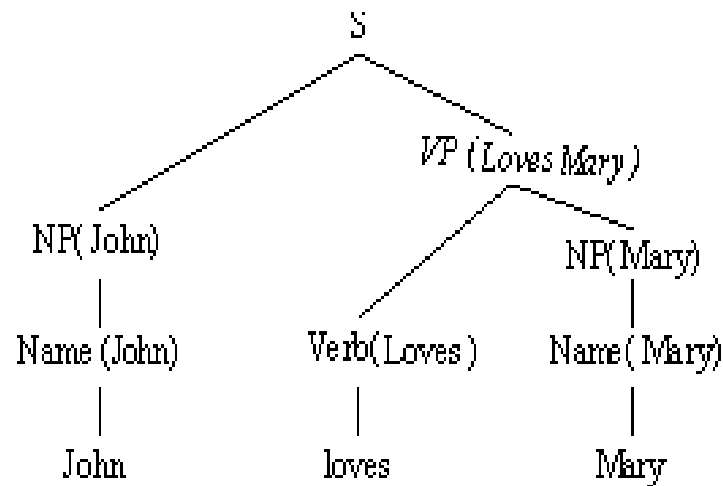 S
VP (Loves Mary)
NP(John)
NP(Mary)
Name (John) Verb(Loves) Name(Mary)
John loves Mary